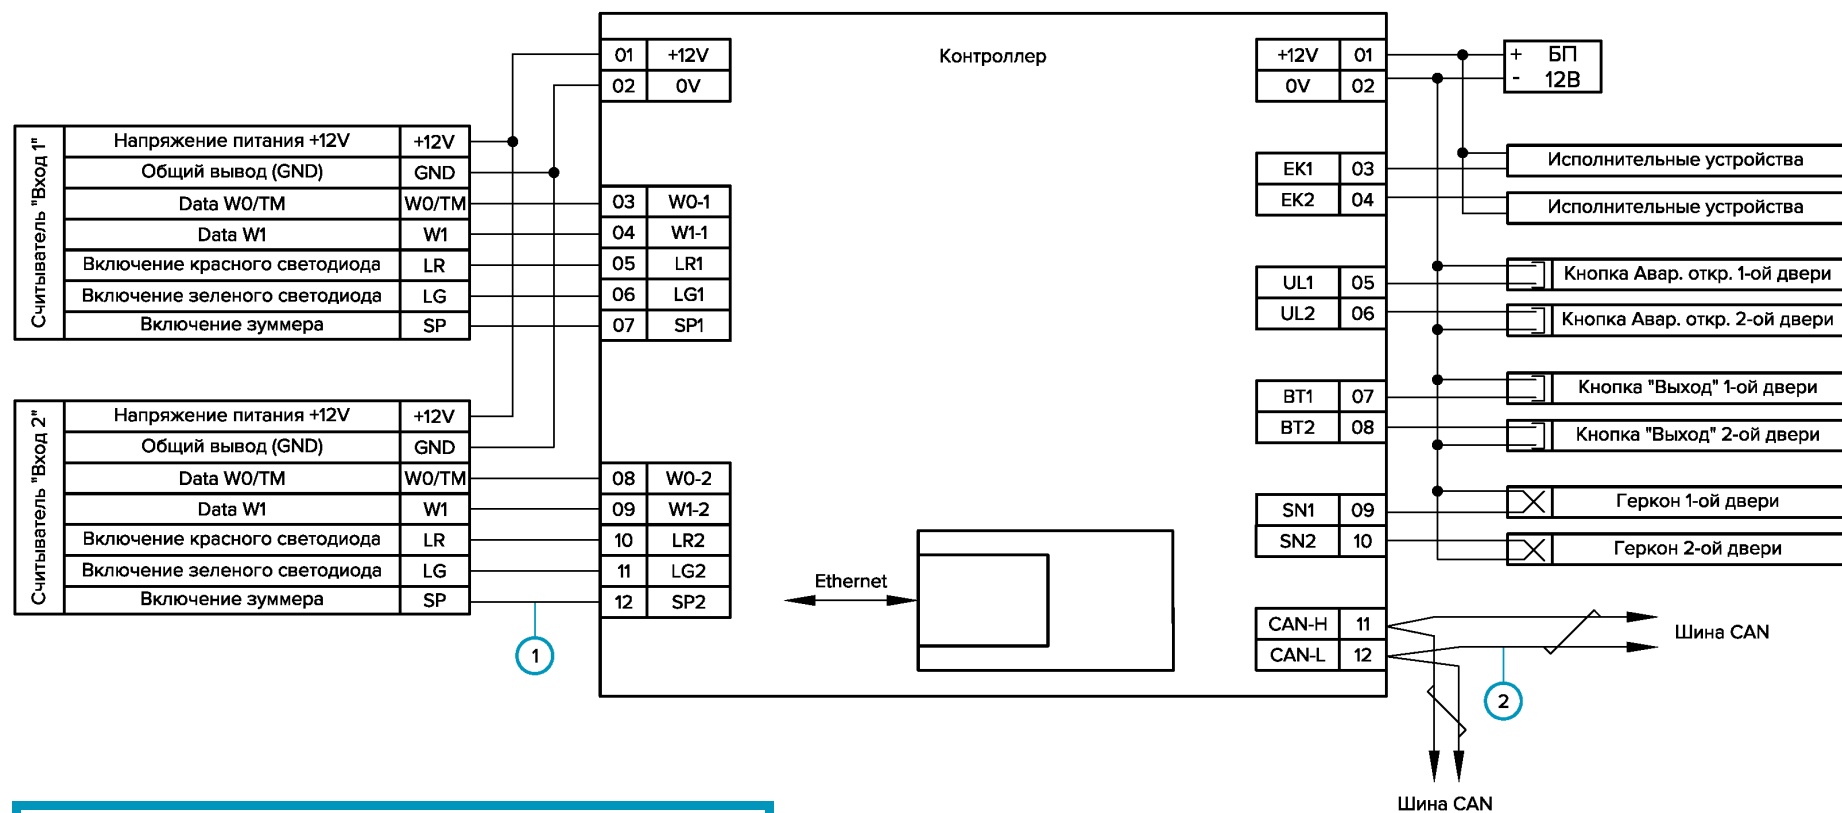 Контроллер
01 +12V
02 0V
Считыватель "Вход 1"
Напряжение питания +12V +12V
Общий вывод (GND) GND
Data W0/TM W0/TM
Data W1 W1
Включение красного светодиода LR
Включение зеленого светодиода LG
Включение зуммера SP
03 W0-1
04 W1-1
05 LR1
06 LG1
07 SP1
Считыватель "Вход 2"
Напряжение питания +12V +12V
Общий вывод (GND) GND
Data W0/TM W0/TM
Data W1 W1
Включение красного светодиода LR
Включение зеленого светодиода LG
Включение зуммера SP
08 W0-2
09 W1-2
10 LR2
11 LG2
12 SP2
1
Ethernet
+12V 01
0V 02
+ БП
- 12В
EK1 03
EK2 04
Исполнительные устройства
Исполнительные устройства
UL1 05
UL2 06
Кнопка Авар. откр. 1-ой двери
Кнопка Авар. откр. 2-ой двери
BT1 07
BT2 08
Кнопка "Выход" 1-ой двери
Кнопка "Выход" 2-ой двери
SN1 09
SN2 10
Геркон 1-ой двери
Геркон 2-ой двери
CAN-H 11
CAN-L 12
Шина CAN
2
Шина CAN